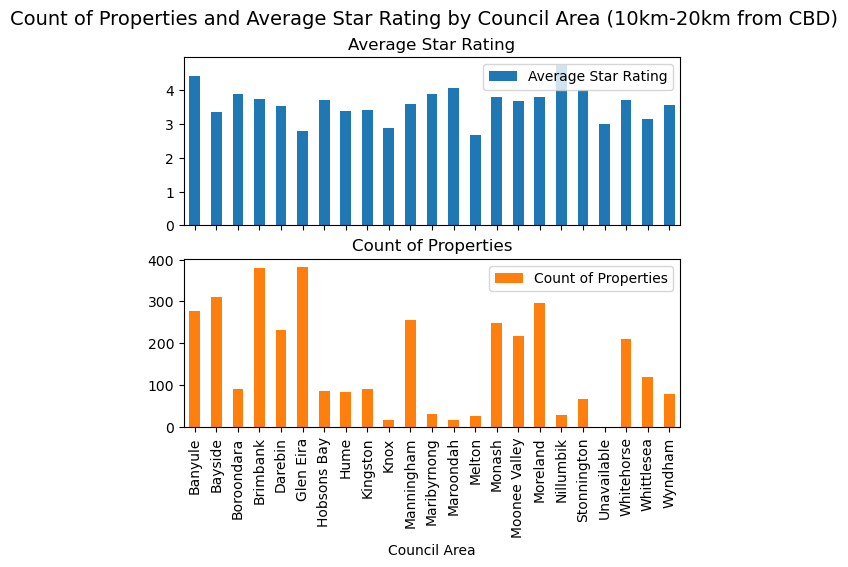 Count of Properties and Average Star Rating by Council Area (10km-20km from CBD)
Average Star Rating
Average Star Rating
4
3
2
1
0
Count of Properties
Count of Properties
400
300
200
100
0
Banyule
Bayside
Boroondara
Brimbank
Darebin
Glen Eira
Hobsons Bay
Hume
Kingston
Knox
Manningham
Maribyrnong
Maroondah
Melton
Monash
Moonee Valley
Moreland
Nillumbik
Stonnington
Unavailable
Whitehorse
Whittlesea
Wyndham
Council Area